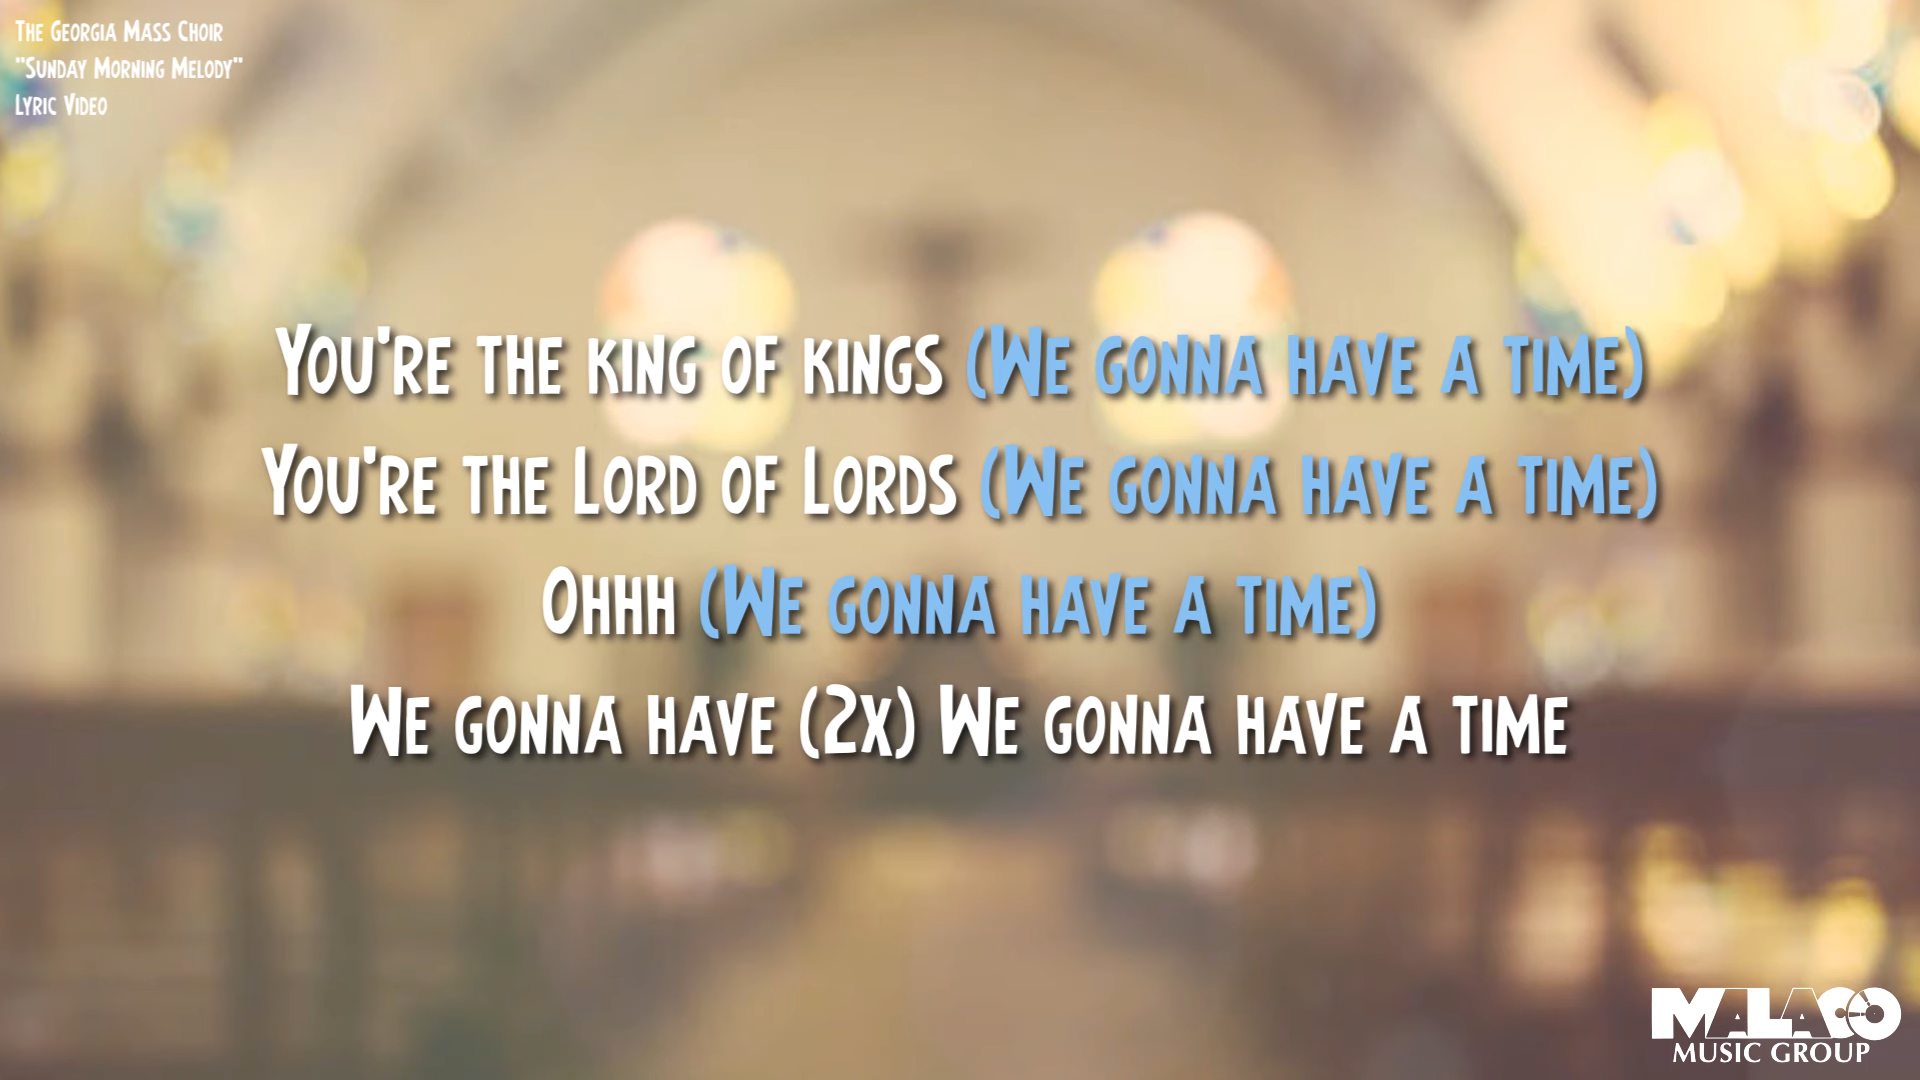 The Georgia Mass Choir
"Sunday Morning Melody"
Lyric Video
You're the king of kings (We gonna have a time)
You're the Lord of Lords (We gonna have a time)
Ohhh (We gonna have a time)
We gonna have (2x) We gonna have a time
MALACO
MUSIC GROUP